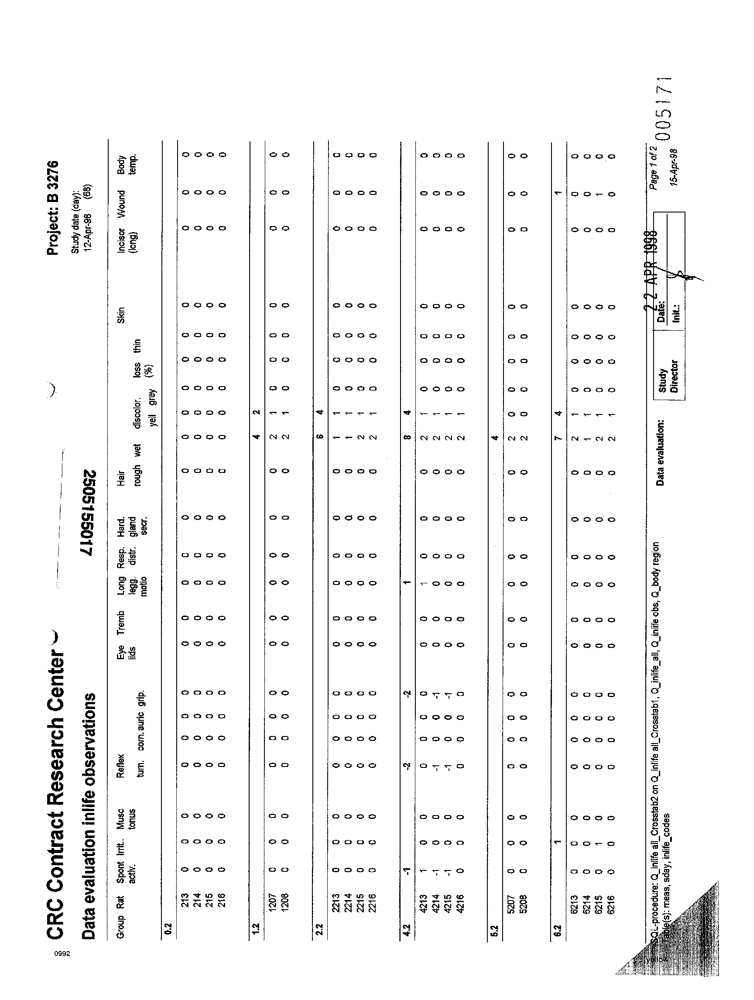 CRC Contract Research Center
Project: B 3276
2505155017
Data evaluation inlife observations
Study date (day):
12-Apr-98 (68)
Group Rat Spont Irrit. Musc Reflex Eye Tremb Long Resp. Hard. Hair Skin Incisor Wound Body
activ. tonus turn. corn. auric grip. lids legg. distr. gland rough wet discolor. loss thin (long) temp.
motio secr. yel grey (%)
0.2
213 0 0 0 0 0 0 0 0 0 0 0 0 0 0 0 0 0 0 0 0 0 0
214 0 0 0 0 0 0 0 0 0 0 0 0 0 0 0 0 0 0 0 0 0 0
215 0 0 0 0 0 0 0 0 0 0 0 0 0 0 0 0 0 0 0 0 0 0
216 0 0 0 0 0 0 0 0 0 0 0 0 0 0 0 0 0 0 0 0 0 0
1.2 4 2
1207 0 0 0 0 0 0 0 0 0 0 0 0 0 2 1 0 0 0 0 0 0 0
1208 0 0 0 0 0 0 0 0 0 0 0 0 0 2 1 0 0 0 0 0 0 0
2.2 6 4
2213 0 0 0 0 0 0 0 0 0 0 0 0 0 1 1 0 0 0 0 0 0 0
2214 0 0 0 0 0 0 0 0 0 0 0 0 0 1 1 0 0 0 0 0 0 0
2215 0 0 0 0 0 0 0 0 0 0 0 0 0 2 1 0 0 0 0 0 0 0
2216 0 0 0 0 0 0 0 0 0 0 0 0 0 2 1 0 0 0 0 0 0 0
4.2 -1 -2 -2 1 8 4
4213 1 0 0 0 0 0 0 0 0 1 0 0 0 2 1 0 0 0 0 0 0 0
4214 -1 0 0 -1 0 0 -1 0 0 0 0 0 0 2 1 0 0 0 0 0 0 0
4215 -1 0 0 -1 0 0 -1 0 0 0 0 0 0 2 1 0 0 0 0 0 0 0
4216 0 0 0 0 0 0 0 0 0 0 0 0 0 2 1 0 0 0 0 0 0 0
5.2 4
5207 0 0 0 0 0 0 0 0 0 0 0 0 0 2 0 0 0 0 0 0 0 0
5208 0 0 0 0 0 0 0 0 0 0 0 0 0 2 0 0 0 0 0 0 0 0
6.2 1 7 4 1
6213 0 0 0 0 0 0 0 0 0 0 0 0 0 2 1 0 0 0 0 0 0 0
6214 0 0 0 0 0 0 0 0 0 0 0 0 0 1 1 0 0 0 0 0 0 0
6215 0 1 0 0 0 0 0 0 0 0 0 0 0 2 1 0 0 0 0 0 1 0
6216 0 0 0 0 0 0 0 0 0 0 0 0 0 2 1 0 0 0 0 0 0 0
SQL-procedure: Q_inlife all_Crosstab2 on Q_inlife all_Crosstab1, Q_inlife_all, Q_inlife obs, Q_body region
Table(s): meas, sday, inlife_codes
Data evaluation:
Study Director
22 APR 1998
Date:
Init.:
Page 1 of 2
15-Apr-98
005171
0992